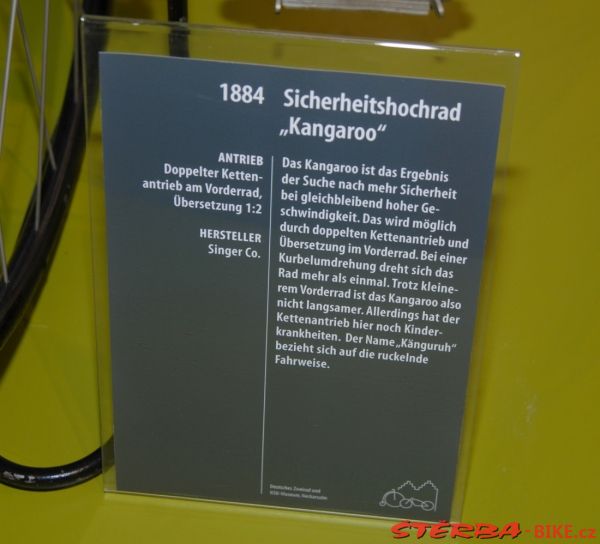 1884 Sicherheitshochrad
„Kangaroo“
ANTRIEB
Doppelter Ketten-
antrieb am Vorderrad,
Übersetzung 1:2
HERSTELLER
Singer Co.
Das Kangaroo ist das Ergebnis
der Suche nach mehr Sicherheit
bei gleichbleibend hoher Ge-
schwindigkeit. Das wird möglich
durch doppelten Kettenantrieb und
Übersetzung im Vorderrad. Bei einer
Kurbelumdrehung dreht sich das
Rad mehr als einmal. Trotz kleine-
rem Vorderrad ist das Kangaroo also
nicht langsamer. Allerdings hat der
Kettenantrieb hier noch Kinder-
krankheiten. Der Name „Känguruh“
bezieht sich auf die ruckelnde
Fahrweise.
Deutsches Zweirad und
NSU-Museum, Neckarsulm
STĚRBA-BIKE.cz